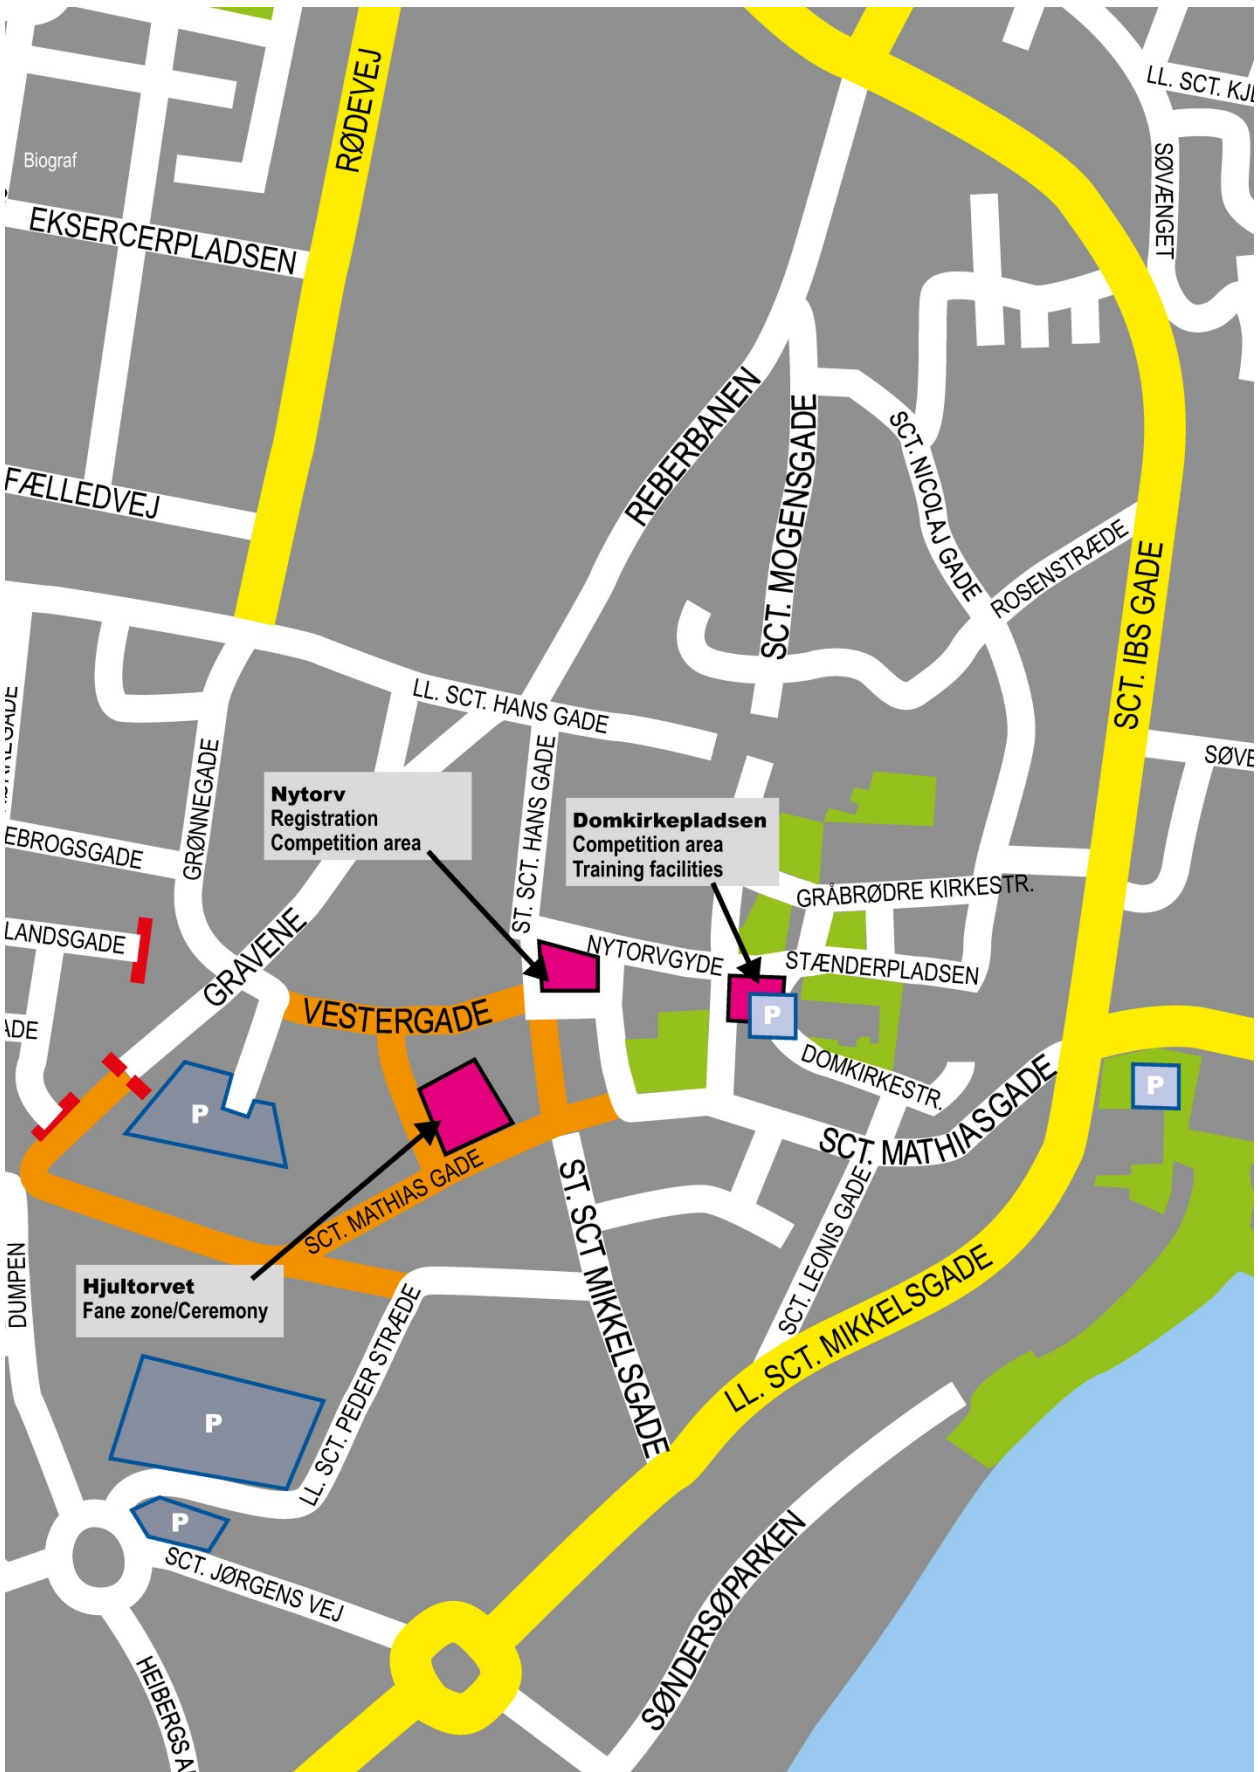 LL. SCT. KJE
RØDEVEJ
Biograf
SØVÆNGET
EKSERCERPLADSEN
REBERBANEN
SCT. MOGENSGADE
SCT. NICOLAJ GADE
FÆLLEDVEJ
ROSENSTRÆDE
SCT. IBS GADE
LL. SCT. HANS GADE
SØVE
GRØNNEGADE
ST. SCT. HANS GADE
Nytorv
Registration
Competition area
Domkirkepladsen
Competition area
Training facilities
EBROGSGADE
GRÅBRØDRE KIRKESTR.
LANDSGADE
GRAVENE
NYTORVGYDE
STÆNDERPLADSEN
VESTERGADE
P
ADE
DOMKIRKESTR.
P
P
SCT. MATHIASGADE
SCT. MATHIAS GADE
ST. SCT MIKKELSGADE
SCT. LEONIS GADE
DUMPEN
Hjultorvet
Fane zone/Ceremony
LL. SCT. PEDER STRÆDE
LL. SCT. MIKKELSGADE
P
P
SCT. JØRGENS VEJ
SØNDERSØPARKEN
HEIBERGS A